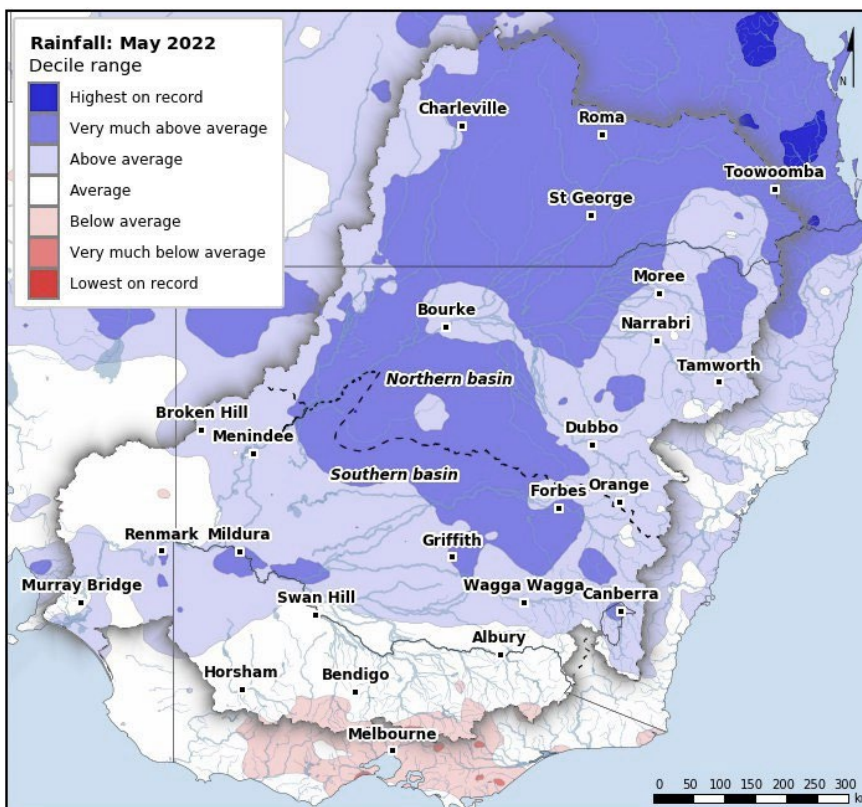 Rainfall: May 2022
Decile range
Highest on record
Very much above average
Above average
Average
Below average
Very much below average
Lowest on record
N
Charleville
Roma
Toowoomba
St George
Moree
Bourke
Narrabri
Northern basin
Tamworth
Broken Hill
Menindee
Dubbo
Southern basin
Forbes
Orange
Renmark
Mildura
Griffith
Murray Bridge
Swan Hill
Wagga Wagga
Canberra
Albury
Horsham
Bendigo
Melbourne
0 50 100 150 200 250 300